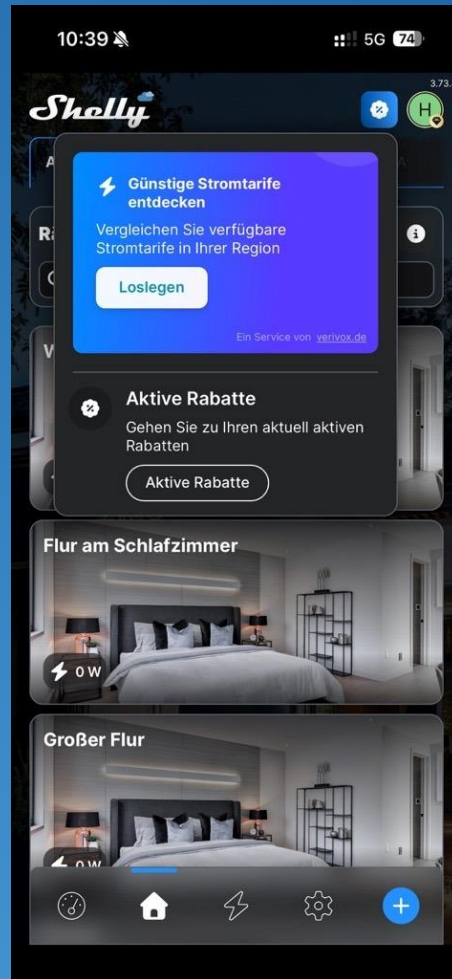 10:39
5G 74
3.73.
Shelly
H
A
A
Günstige Stromtarife
entdecken
Vergleichen Sie verfügbare
Stromtarife in Ihrer Region
Loslegen
Ein Service von verivox.de
Aktive Rabatte
Gehen Sie zu Ihren aktuell aktiven
Rabatten
Aktive Rabatte
Flur am Schlafzimmer
0 W
Großer Flur
0 W